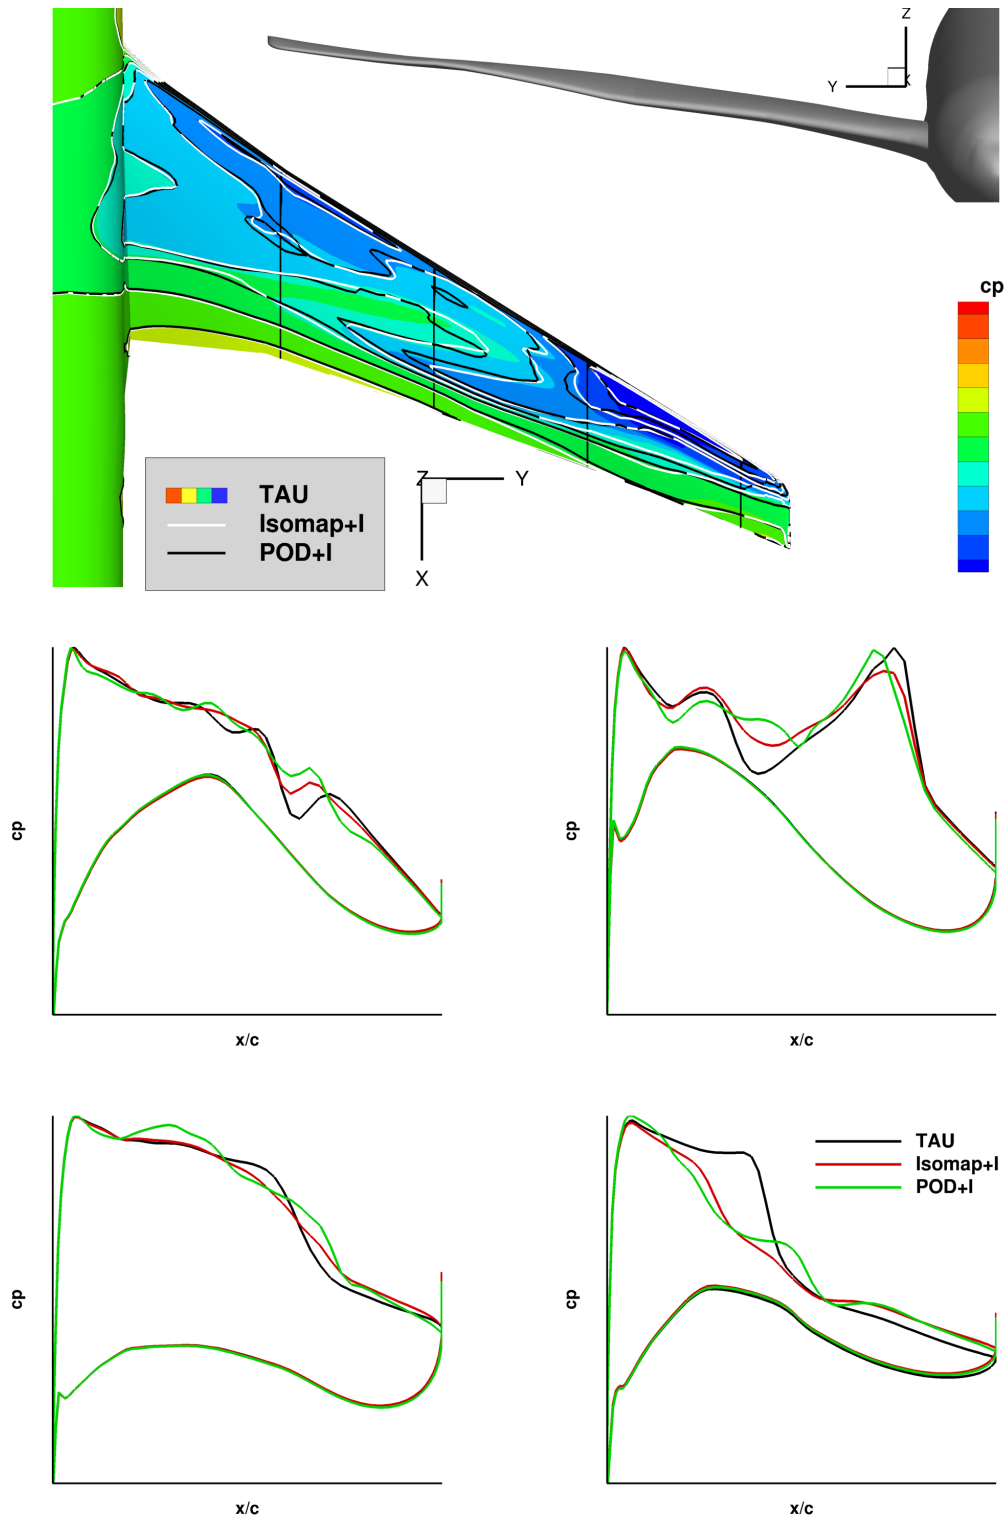 Z
Y
X
cp
TAU
Isomap+I
POD+I
Z
Y
X
cp
x/c
cp
x/c
TAU
Isomap+I
POD+I
cp
x/c
cp
x/c